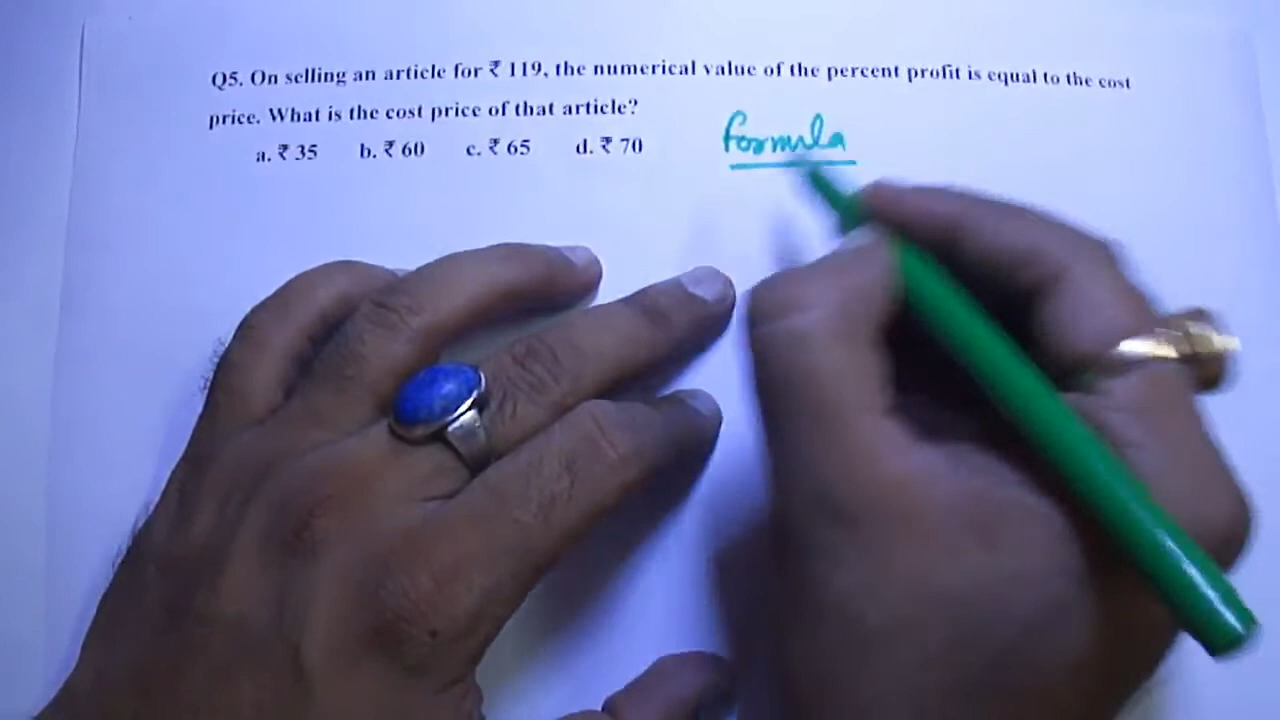 Q5. On selling an article for ₹ 119, the numerical value of the percent profit is equal to the cost
price. What is the cost price of that article?
a. ₹ 35 b. ₹ 60 c. ₹ 65 d. ₹ 70
Formula